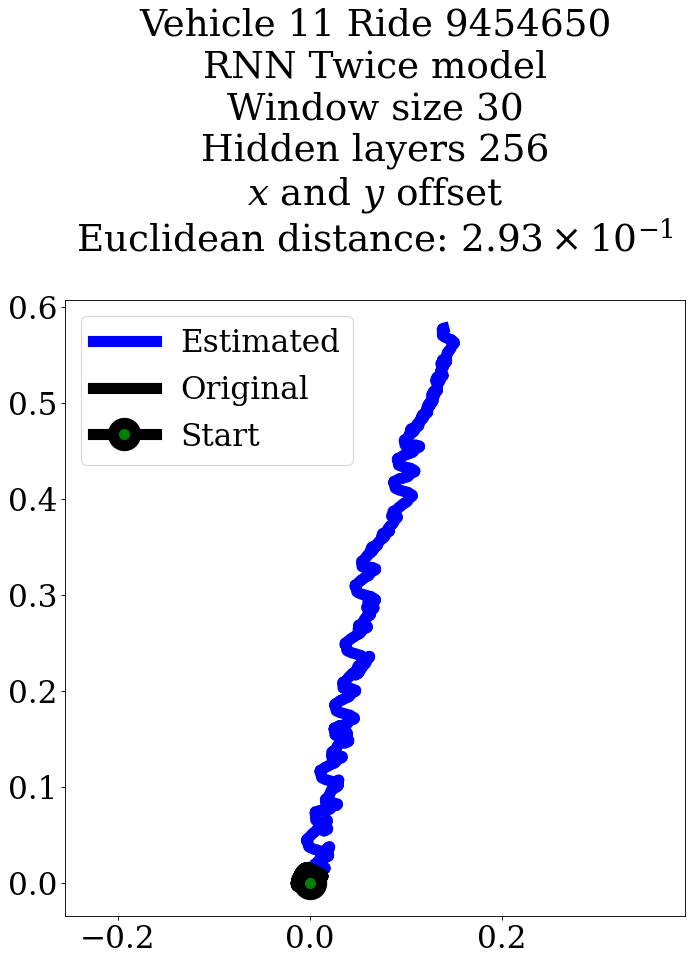 Vehicle 11 Ride 9454650
RNN Twice model
Window size 30
Hidden layers 256
x and y offset
Euclidean distance: 2.93 × 10⁻¹
0.6
Estimated
0.5
Original
Start
0.4
0.3
0.2
0.1
0.0
−0.2 0.0 0.2